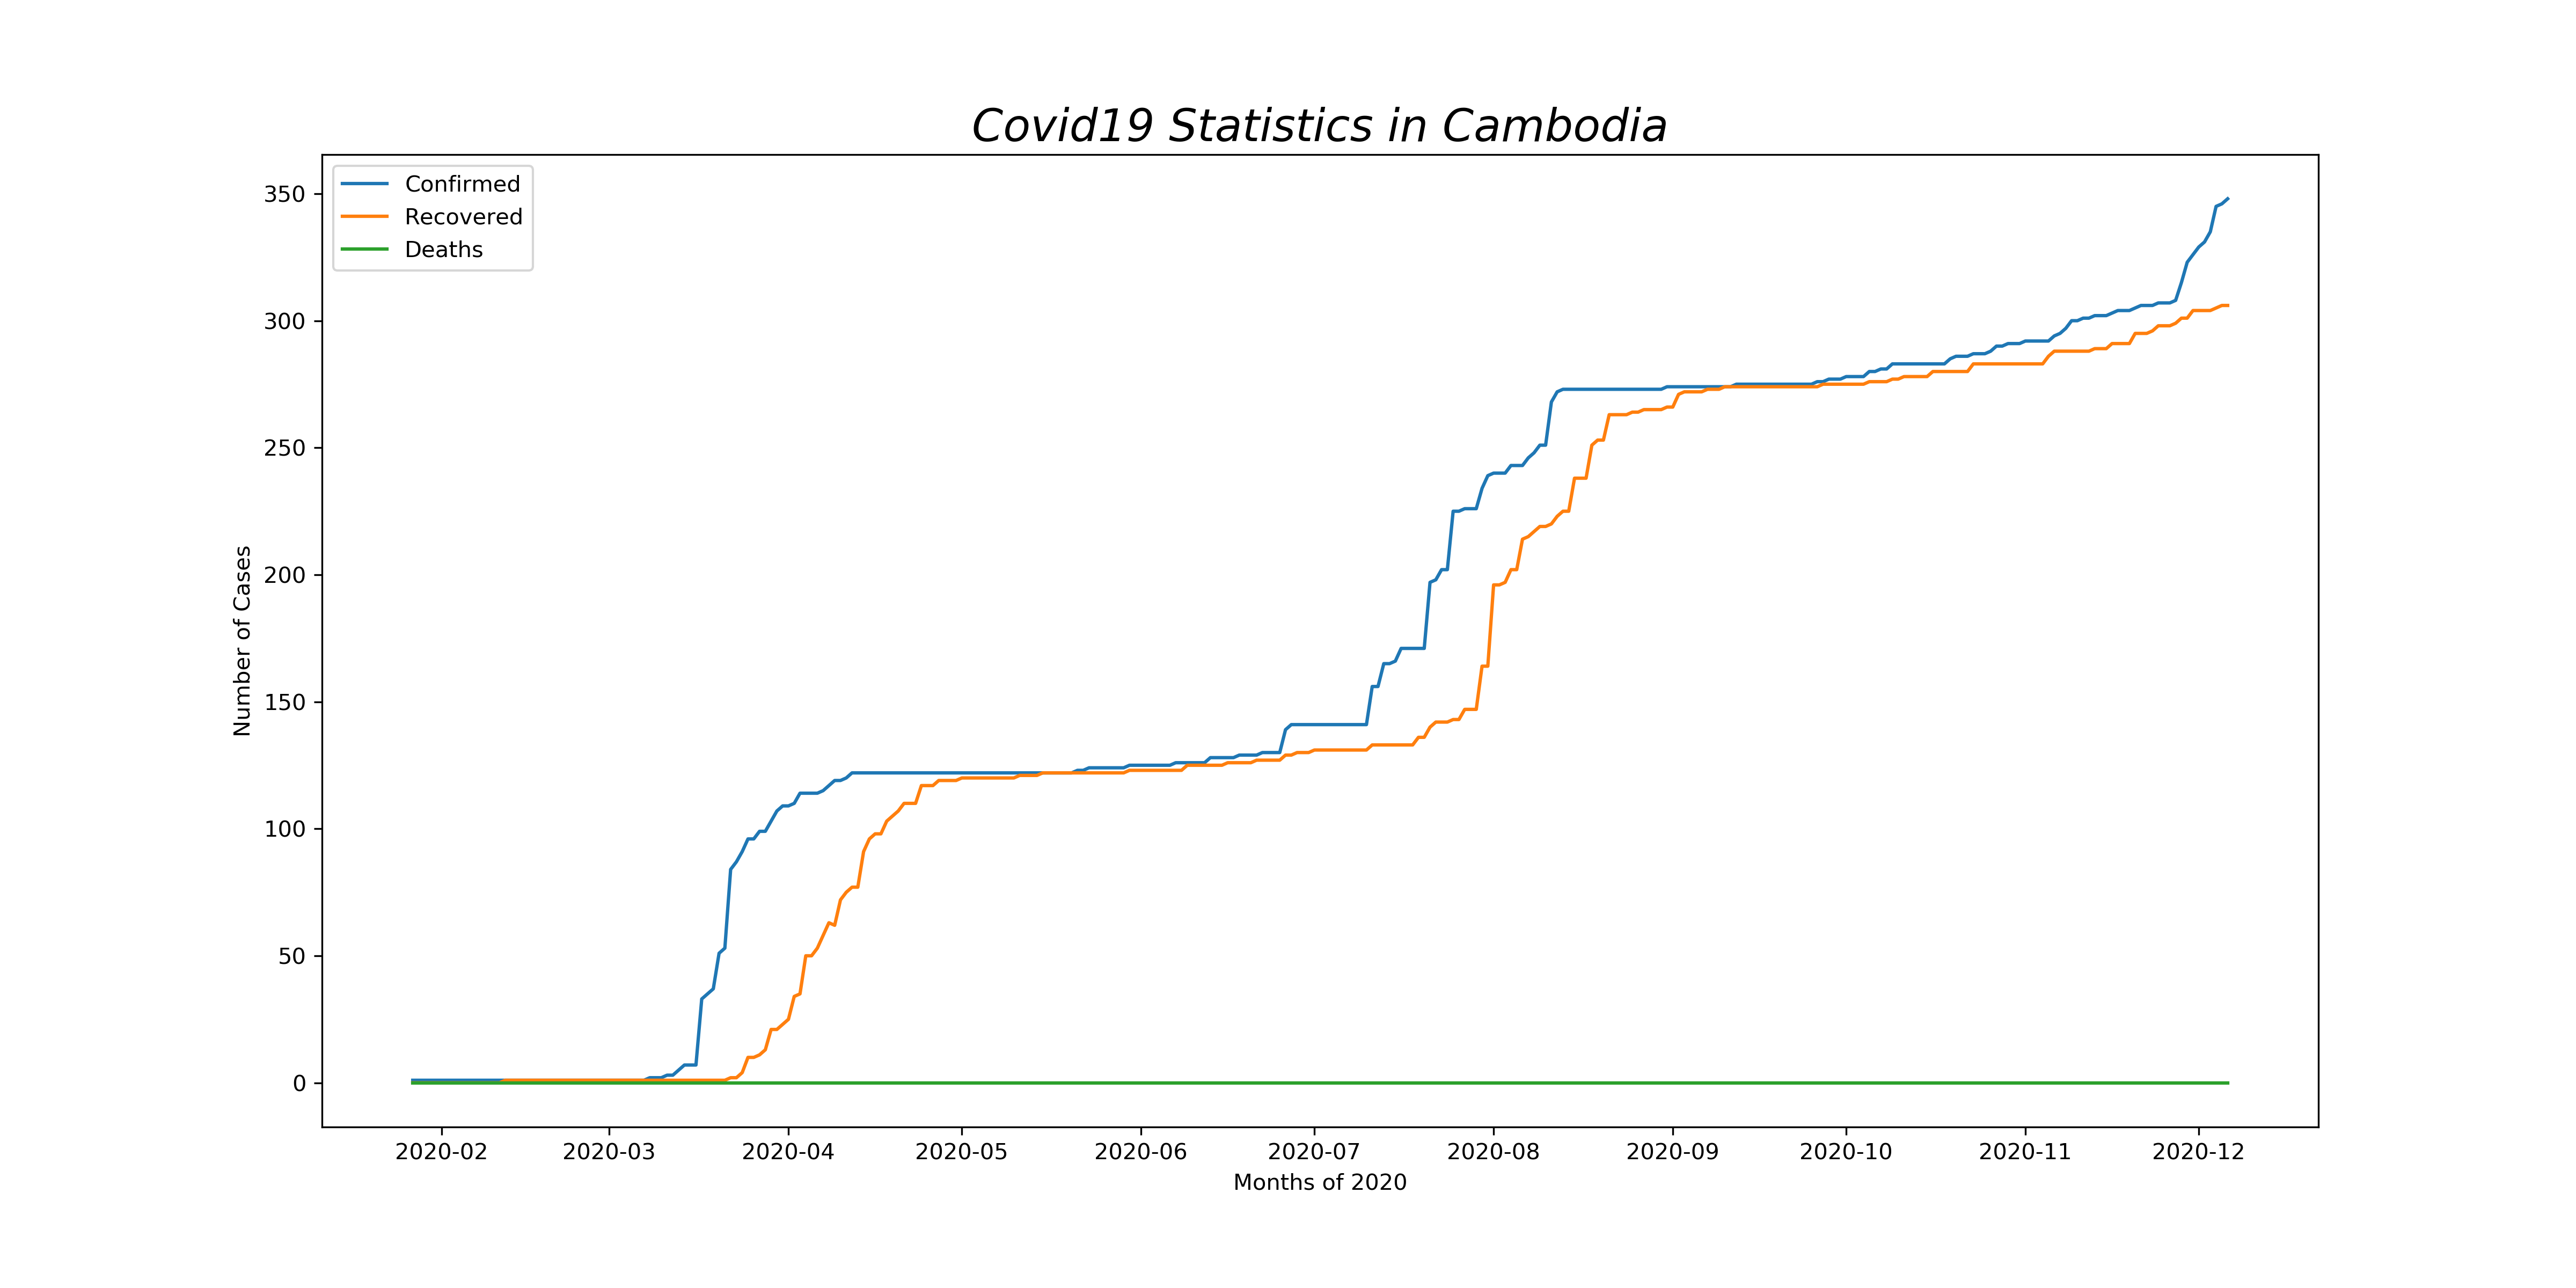 Covid19 Statistics in Cambodia
Confirmed
Recovered
Deaths
350
300
250
200
150
100
50
0
Number of Cases
2020-02 2020-03 2020-04 2020-05 2020-06 2020-07 2020-08 2020-09 2020-10 2020-11 2020-12
Months of 2020